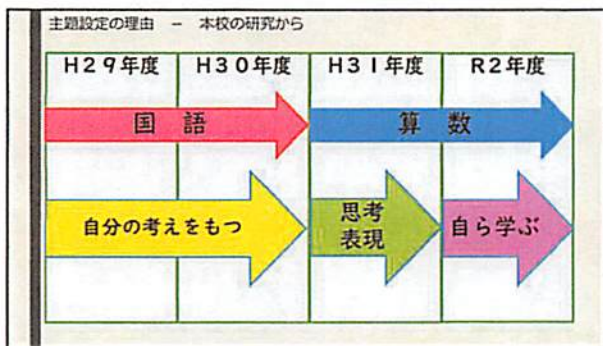 主題設定の理由 － 本校の研究から
H29年度 H30年度 H31年度 R2年度
国 語 算 数
自分の考えをもつ 思考 自ら学ぶ
表現